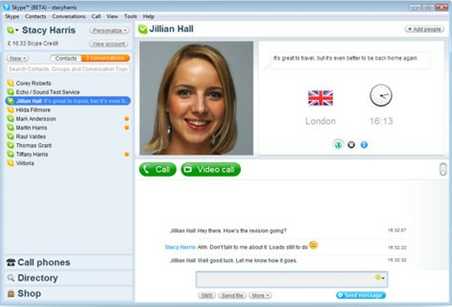 Skype™ (BETA) - stacyharris
Skype Contacts Conversations Call View Tools Help
Stacy Harris Personalize
£ 16.33 Skype Credit View account
New Contacts 3 conversations
Search Contacts, Groups and Conversation Topics
Corey Roberts
Echo / Sound Test Service
Jillian Hall It's great to travel, but it's even b
Hilda Fillmore
Mark Andersson
Martin Harris
Raul Valdes
Thomas Grant
Tiffany Harris
Viktoria
Call phones
Directory
Shop
Jillian Hall Add people
It's great to travel, but it's even better to be back home again
London 16:13
Call Video call
Jillian Hall Hey there. How's the revision going? 16:32:07
Stacy Harris Ahh. Don't talk to me about it. Loads still to do 16:32:22
Jillian Hall Well good luck. Let me know how it goes. 16:32:32
SMS Send file More Send message